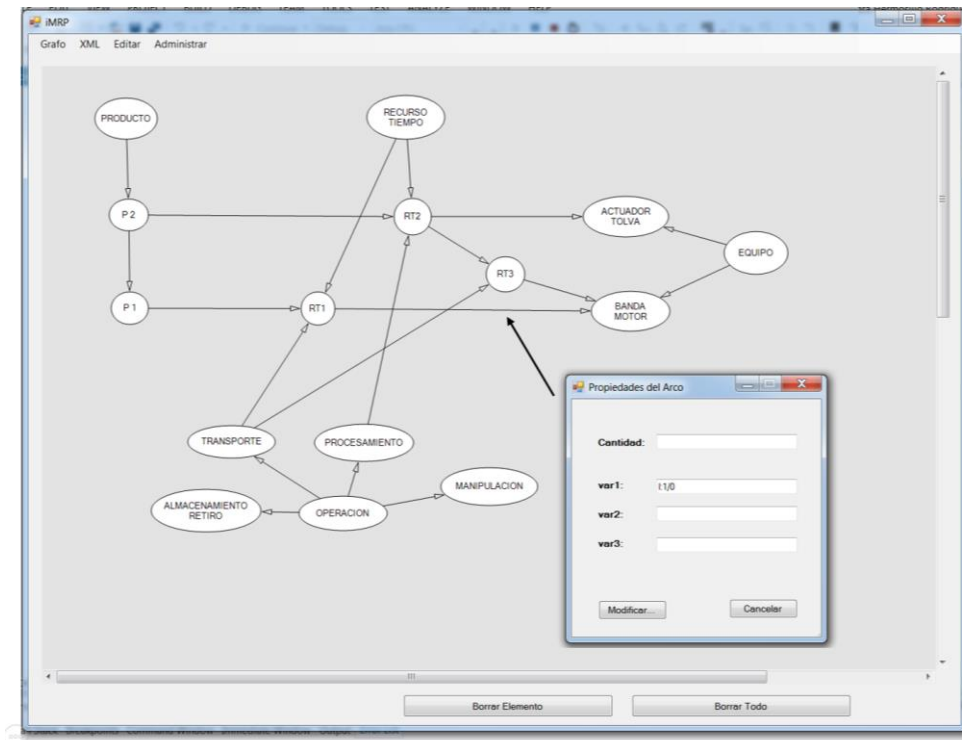 iMRP
Grafo XML Editar Administrar
PRODUCTO
RECURSO
TIEMPO
P 2
RT2
ACTUADOR
TOLVA
EQUIPO
RT3
P 1
RT1
BANDA
MOTOR
Propiedades del Arco
Cantidad:
var1: I:1/0
var2:
var3:
Modificar... Cancelar
TRANSPORTE
PROCESAMIENTO
MANIPULACION
ALMACENAMIENTO
RETIRO
OPERACION
Borrar Elemento Borrar Todo